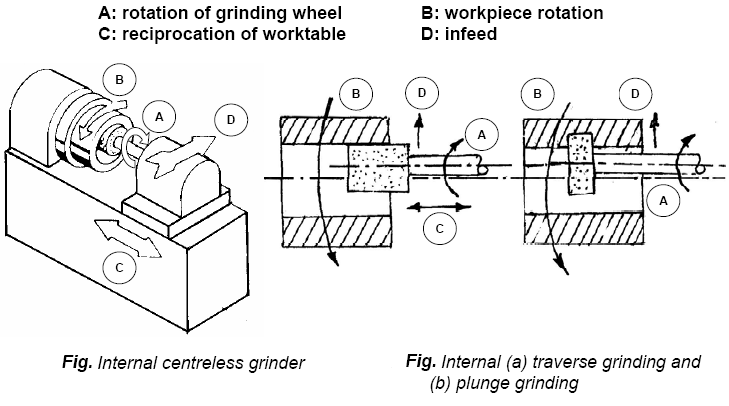 A: rotation of grinding wheel
B: workpiece rotation
C: reciprocation of worktable
D: infeed
B
A
D
C
B
D
A
C
B
D
A
Fig. Internal centreless grinder
Fig. Internal (a) traverse grinding and
(b) plunge grinding